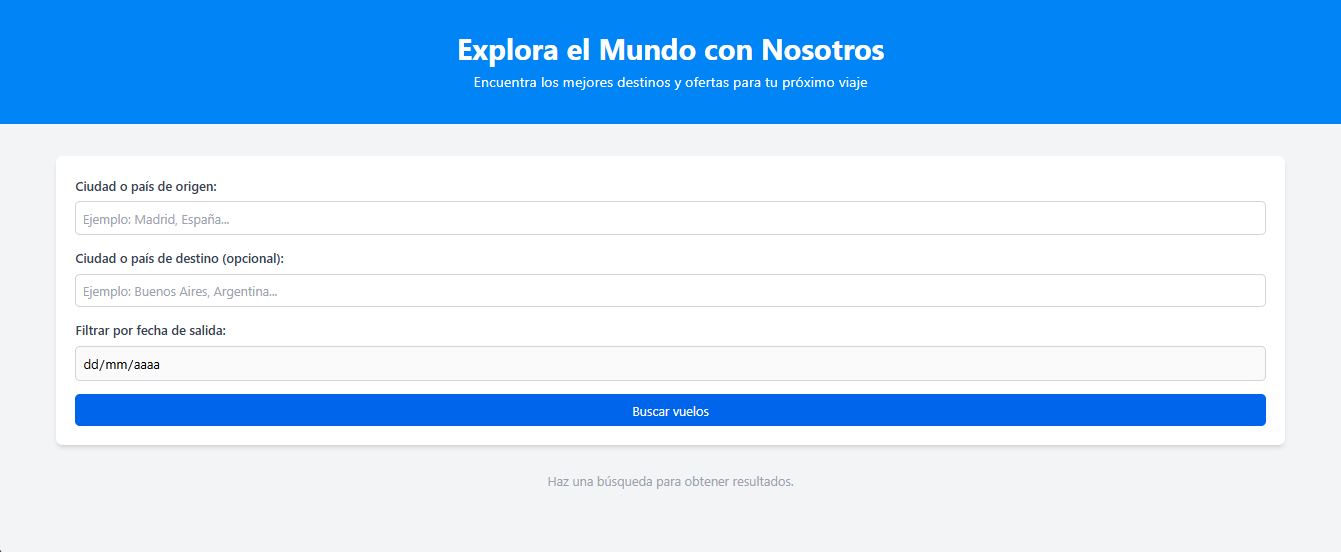 Explora el Mundo con Nosotros
Encuentra los mejores destinos y ofertas para tu próximo viaje
Ciudad o país de origen:
Ejemplo: Madrid, España...
Ciudad o país de destino (opcional):
Ejemplo: Buenos Aires, Argentina...
Filtrar por fecha de salida:
dd/mm/aaaa
Buscar vuelos
Haz una búsqueda para obtener resultados.